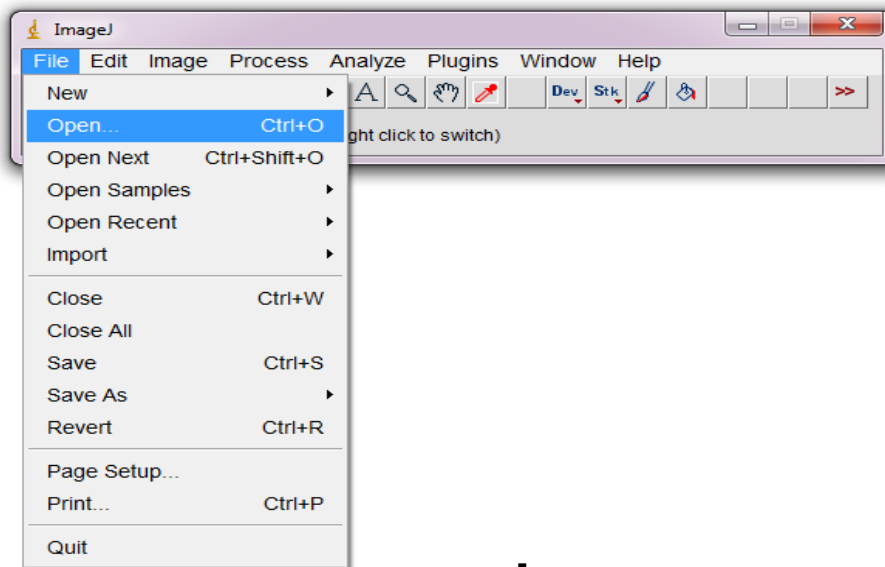 ImageJ
File Edit Image Process Analyze Plugins Window Help
New
A Dev Stk >>
Open... Ctrl+O
ght click to switch)
Open Next Ctrl+Shift+O
Open Samples
Open Recent
Import
Close Ctrl+W
Close All
Save Ctrl+S
Save As
Revert Ctrl+R
Page Setup...
Print... Ctrl+P
Quit